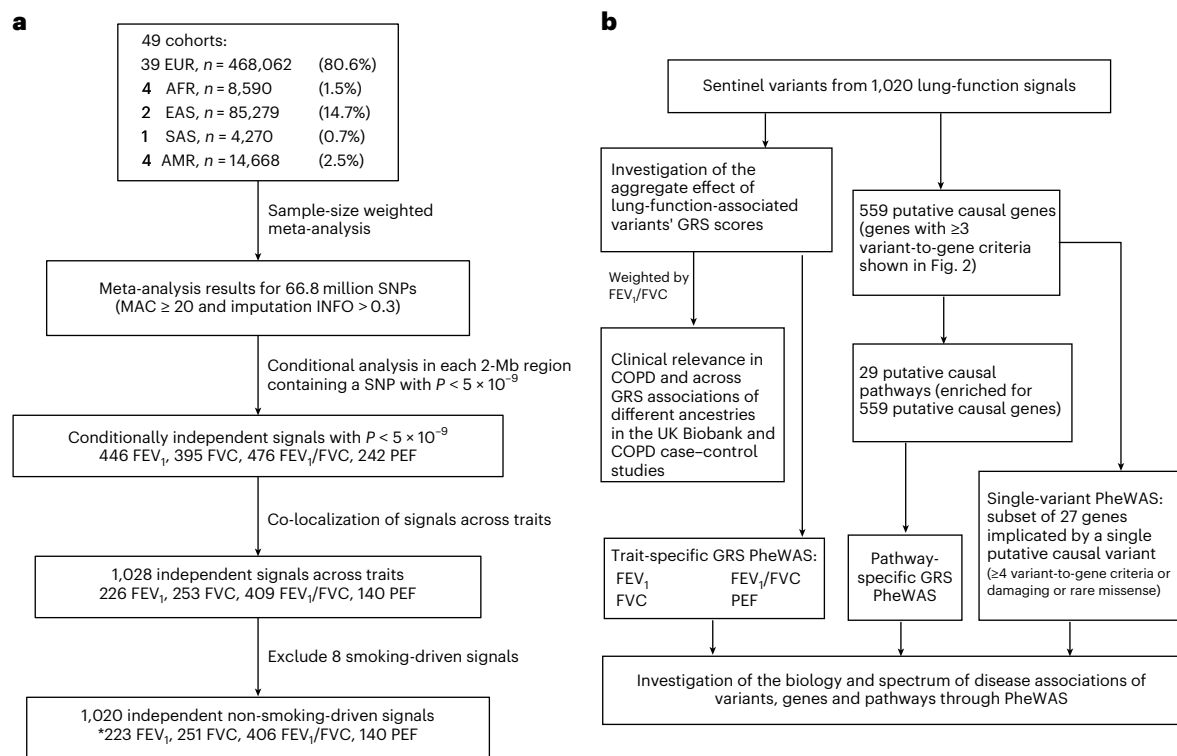 a
49 cohorts:
39 EUR, n = 468,062 (80.6%)
4 AFR, n = 8,590 (1.5%)
2 EAS, n = 85,279 (14.7%)
1 SAS, n = 4,270 (0.7%)
4 AMR, n = 14,668 (2.5%)
Sample-size weighted
meta-analysis
Meta-analysis results for 66.8 million SNPs
(MAC ≥ 20 and imputation INFO > 0.3)
Conditional analysis in each 2-Mb region
containing a SNP with P < 5 × 10⁻⁹
Conditionally independent signals with P < 5 × 10⁻⁹
446 FEV₁, 395 FVC, 476 FEV₁/FVC, 242 PEF
Co-localization of signals across traits
1,028 independent signals across traits
226 FEV₁, 253 FVC, 409 FEV₁/FVC, 140 PEF
Exclude 8 smoking-driven signals
1,020 independent non-smoking-driven signals
*223 FEV₁, 251 FVC, 406 FEV₁/FVC, 140 PEF
b
Sentinel variants from 1,020 lung-function signals
Investigation of the
aggregate effect of
lung-function-associated
variants' GRS scores
Weighted by
FEV₁/FVC
Clinical relevance in
COPD and across
GRS associations of
different ancestries
in the UK Biobank and
COPD case–control
studies
Trait-specific GRS PheWAS:
FEV₁ FEV₁/FVC
FVC PEF
559 putative causal genes
(genes with ≥3
variant-to-gene criteria
shown in Fig. 2)
29 putative causal
pathways (enriched for
559 putative causal genes)
Pathway-
specific GRS
PheWAS
Single-variant PheWAS:
subset of 27 genes
implicated by a single
putative causal variant
(≥4 variant-to-gene criteria or
damaging or rare missense)
Investigation of the biology and spectrum of disease associations of
variants, genes and pathways through PheWAS